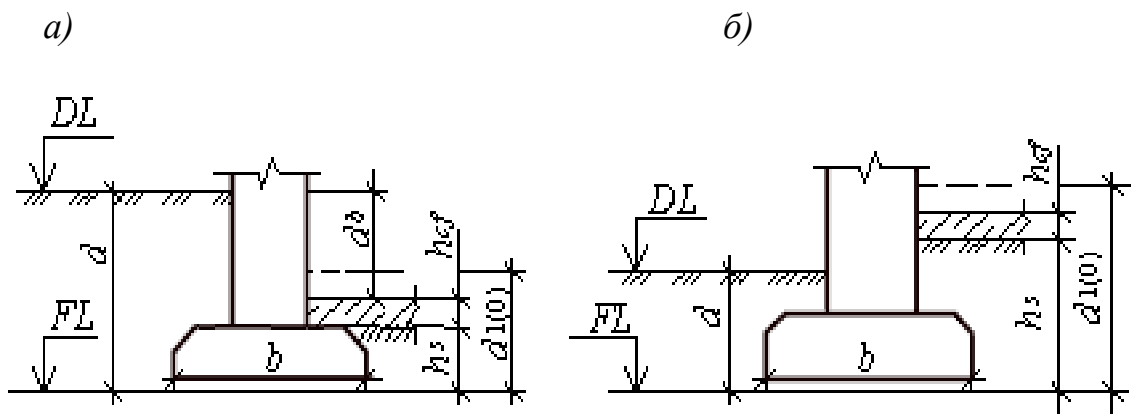 а)
б)
DL
d
FL
b
db
hcf
hs
d1(0)
DL
d
FL
b
hcf
hs
d1(0)